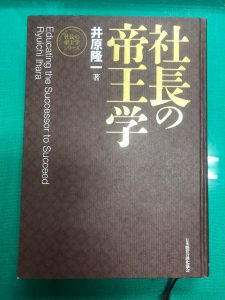 社長の
帝王学
井原隆一 著
Educating the Successor to Succeed
Ryuichi Ihara